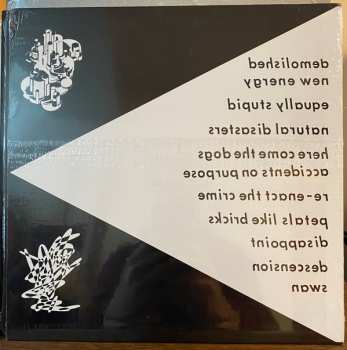 demolished
new energy
equally stupid
natural disasters
here come the dogs
accidents on purpose
re-enact the crime
petals like bricks
disappoint
descension
swan